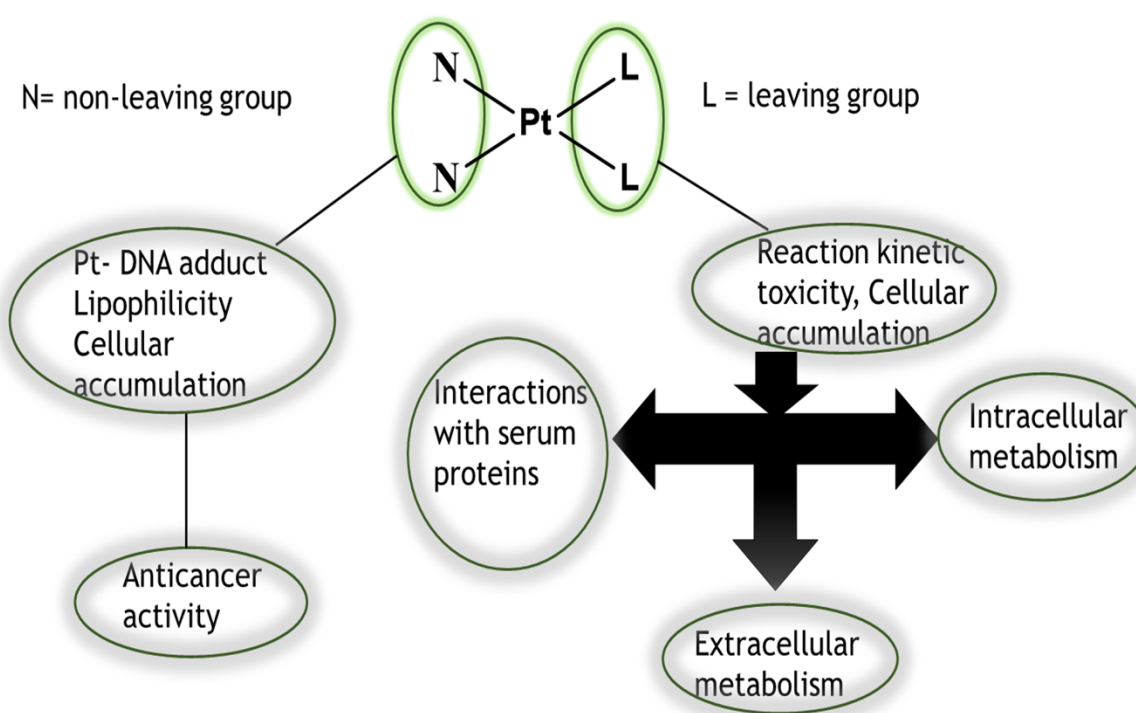 N= non-leaving group
N
N
Pt
L
L
L = leaving group
Pt- DNA adduct
Lipophilicity
Cellular
accumulation
Reaction kinetic
toxicity, Cellular
accumulation
Interactions
with serum
proteins
Intracellular
metabolism
Anticancer
activity
Extracellular
metabolism